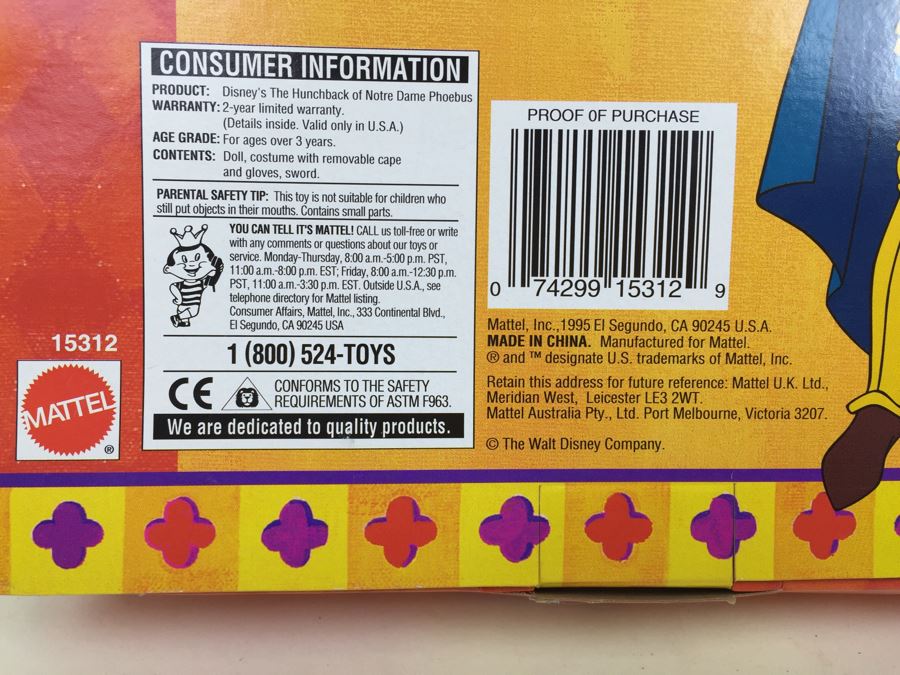 CONSUMER INFORMATION
PRODUCT: Disney's The Hunchback of Notre Dame Phoebus
WARRANTY: 2-year limited warranty.
(Details inside. Valid only in U.S.A.)
AGE GRADE: For ages over 3 years.
CONTENTS: Doll, costume with removable cape
and gloves, sword.
PARENTAL SAFETY TIP: This toy is not suitable for children who
still put objects in their mouths. Contains small parts.
YOU CAN TELL IT'S MATTEL! CALL us toll-free or write
with any comments or questions about our toys or
service. Monday-Thursday, 8:00 a.m.-5:00 p.m. PST,
11:00 a.m.-8:00 p.m. EST; Friday, 8:00 a.m.-12:30 p.m.
PST, 11:00 a.m.-3:30 p.m. EST. Outside U.S.A., see
telephone directory for Mattel listing.
Consumer Affairs, Mattel, Inc., 333 Continental Blvd.,
El Segundo, CA 90245 USA
1 (800) 524-TOYS
CE CONFORMS TO THE SAFETY
REQUIREMENTS OF ASTM F963.
We are dedicated to quality products.
15312
MATTEL
®
PROOF OF PURCHASE
0 74299 15312 9
Mattel, Inc.,1995 El Segundo, CA 90245 U.S.A.
MADE IN CHINA. Manufactured for Mattel.
® and ™ designate U.S. trademarks of Mattel, Inc.
Retain this address for future reference: Mattel U.K. Ltd.,
Meridian West, Leicester LE3 2WT.
Mattel Australia Pty., Ltd. Port Melbourne, Victoria 3207.
© The Walt Disney Company.